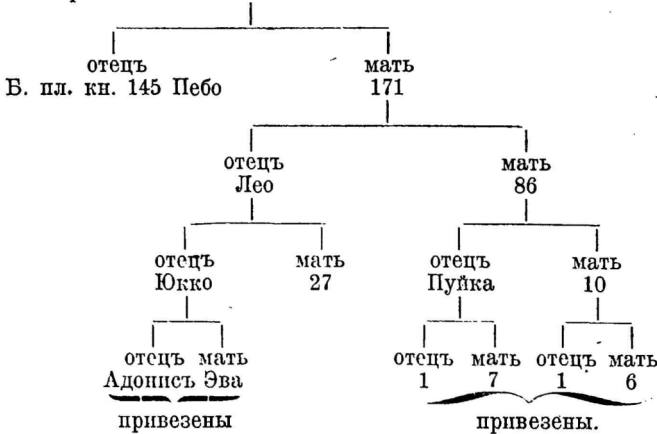 отецъ мать
Б. пл. кн. 145 Пебо 171
отецъ мать
Лео 86
отецъ мать отецъ мать
Юкко 27 Пуйка 10
отецъ мать отецъ мать отецъ мать
Адонисъ Эва 1 7 1 6
привезены привезены.